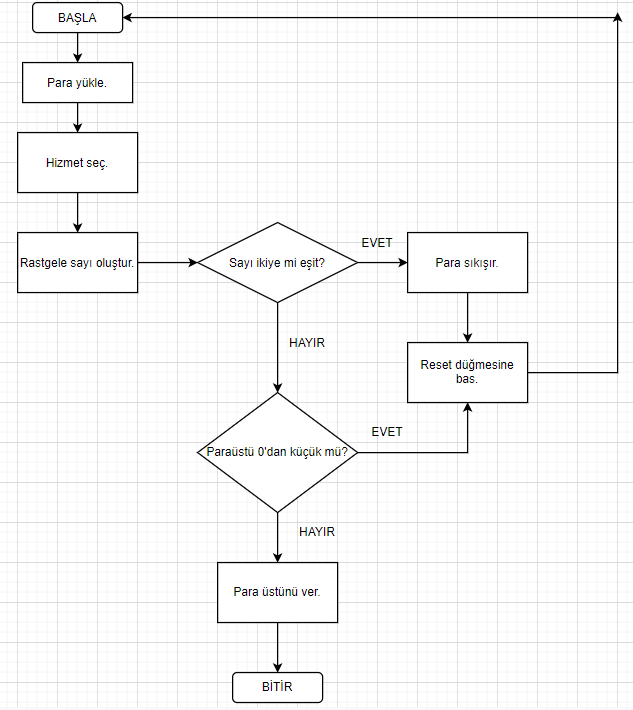 BAŞLA
Para yükle.
Hizmet seç.
Rastgele sayı oluştur.
Sayı ikiye mi eşit?
EVET
Para sıkışır.
HAYIR
Reset düğmesine
bas.
EVET
Paraüstü 0'dan küçük mü?
HAYIR
Para üstünü ver.
BİTİR